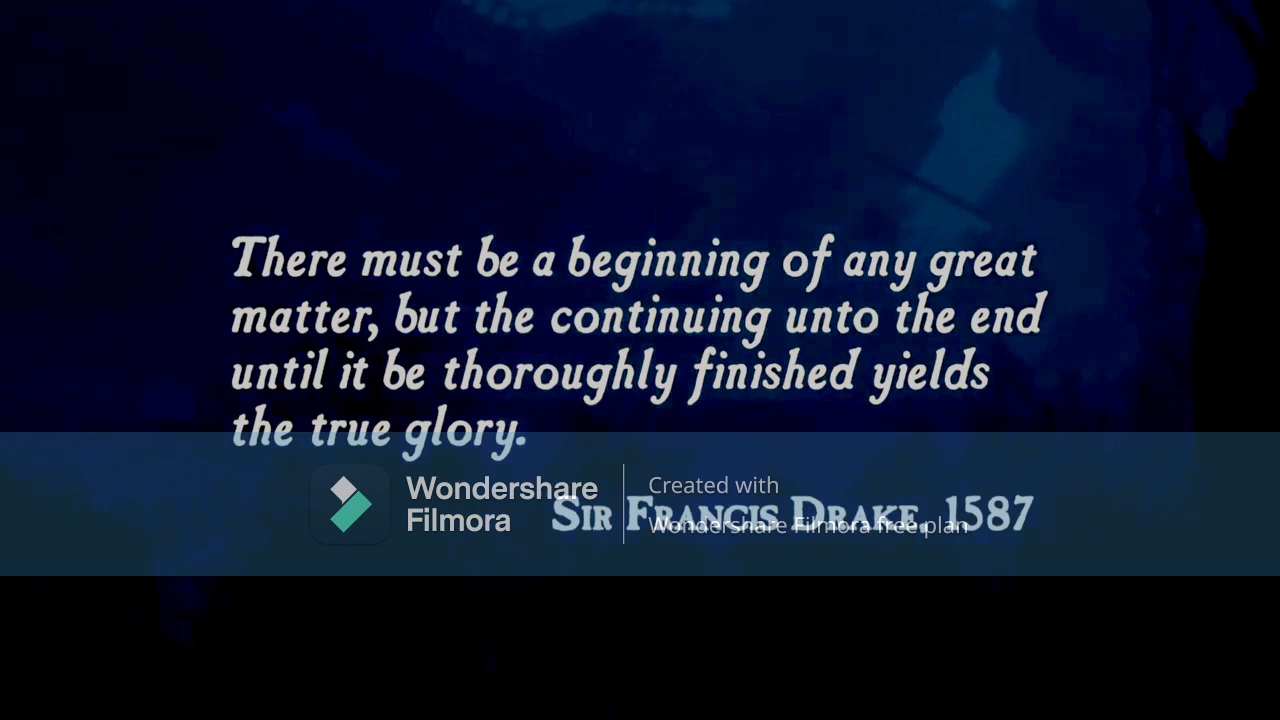 There must be a beginning of any great
matter, but the continuing unto the end
until it be thoroughly finished yields
the true glory.
Sir Francis Drake, 1587
Wondershare
Filmora
Created with
Wondershare Filmora free plan